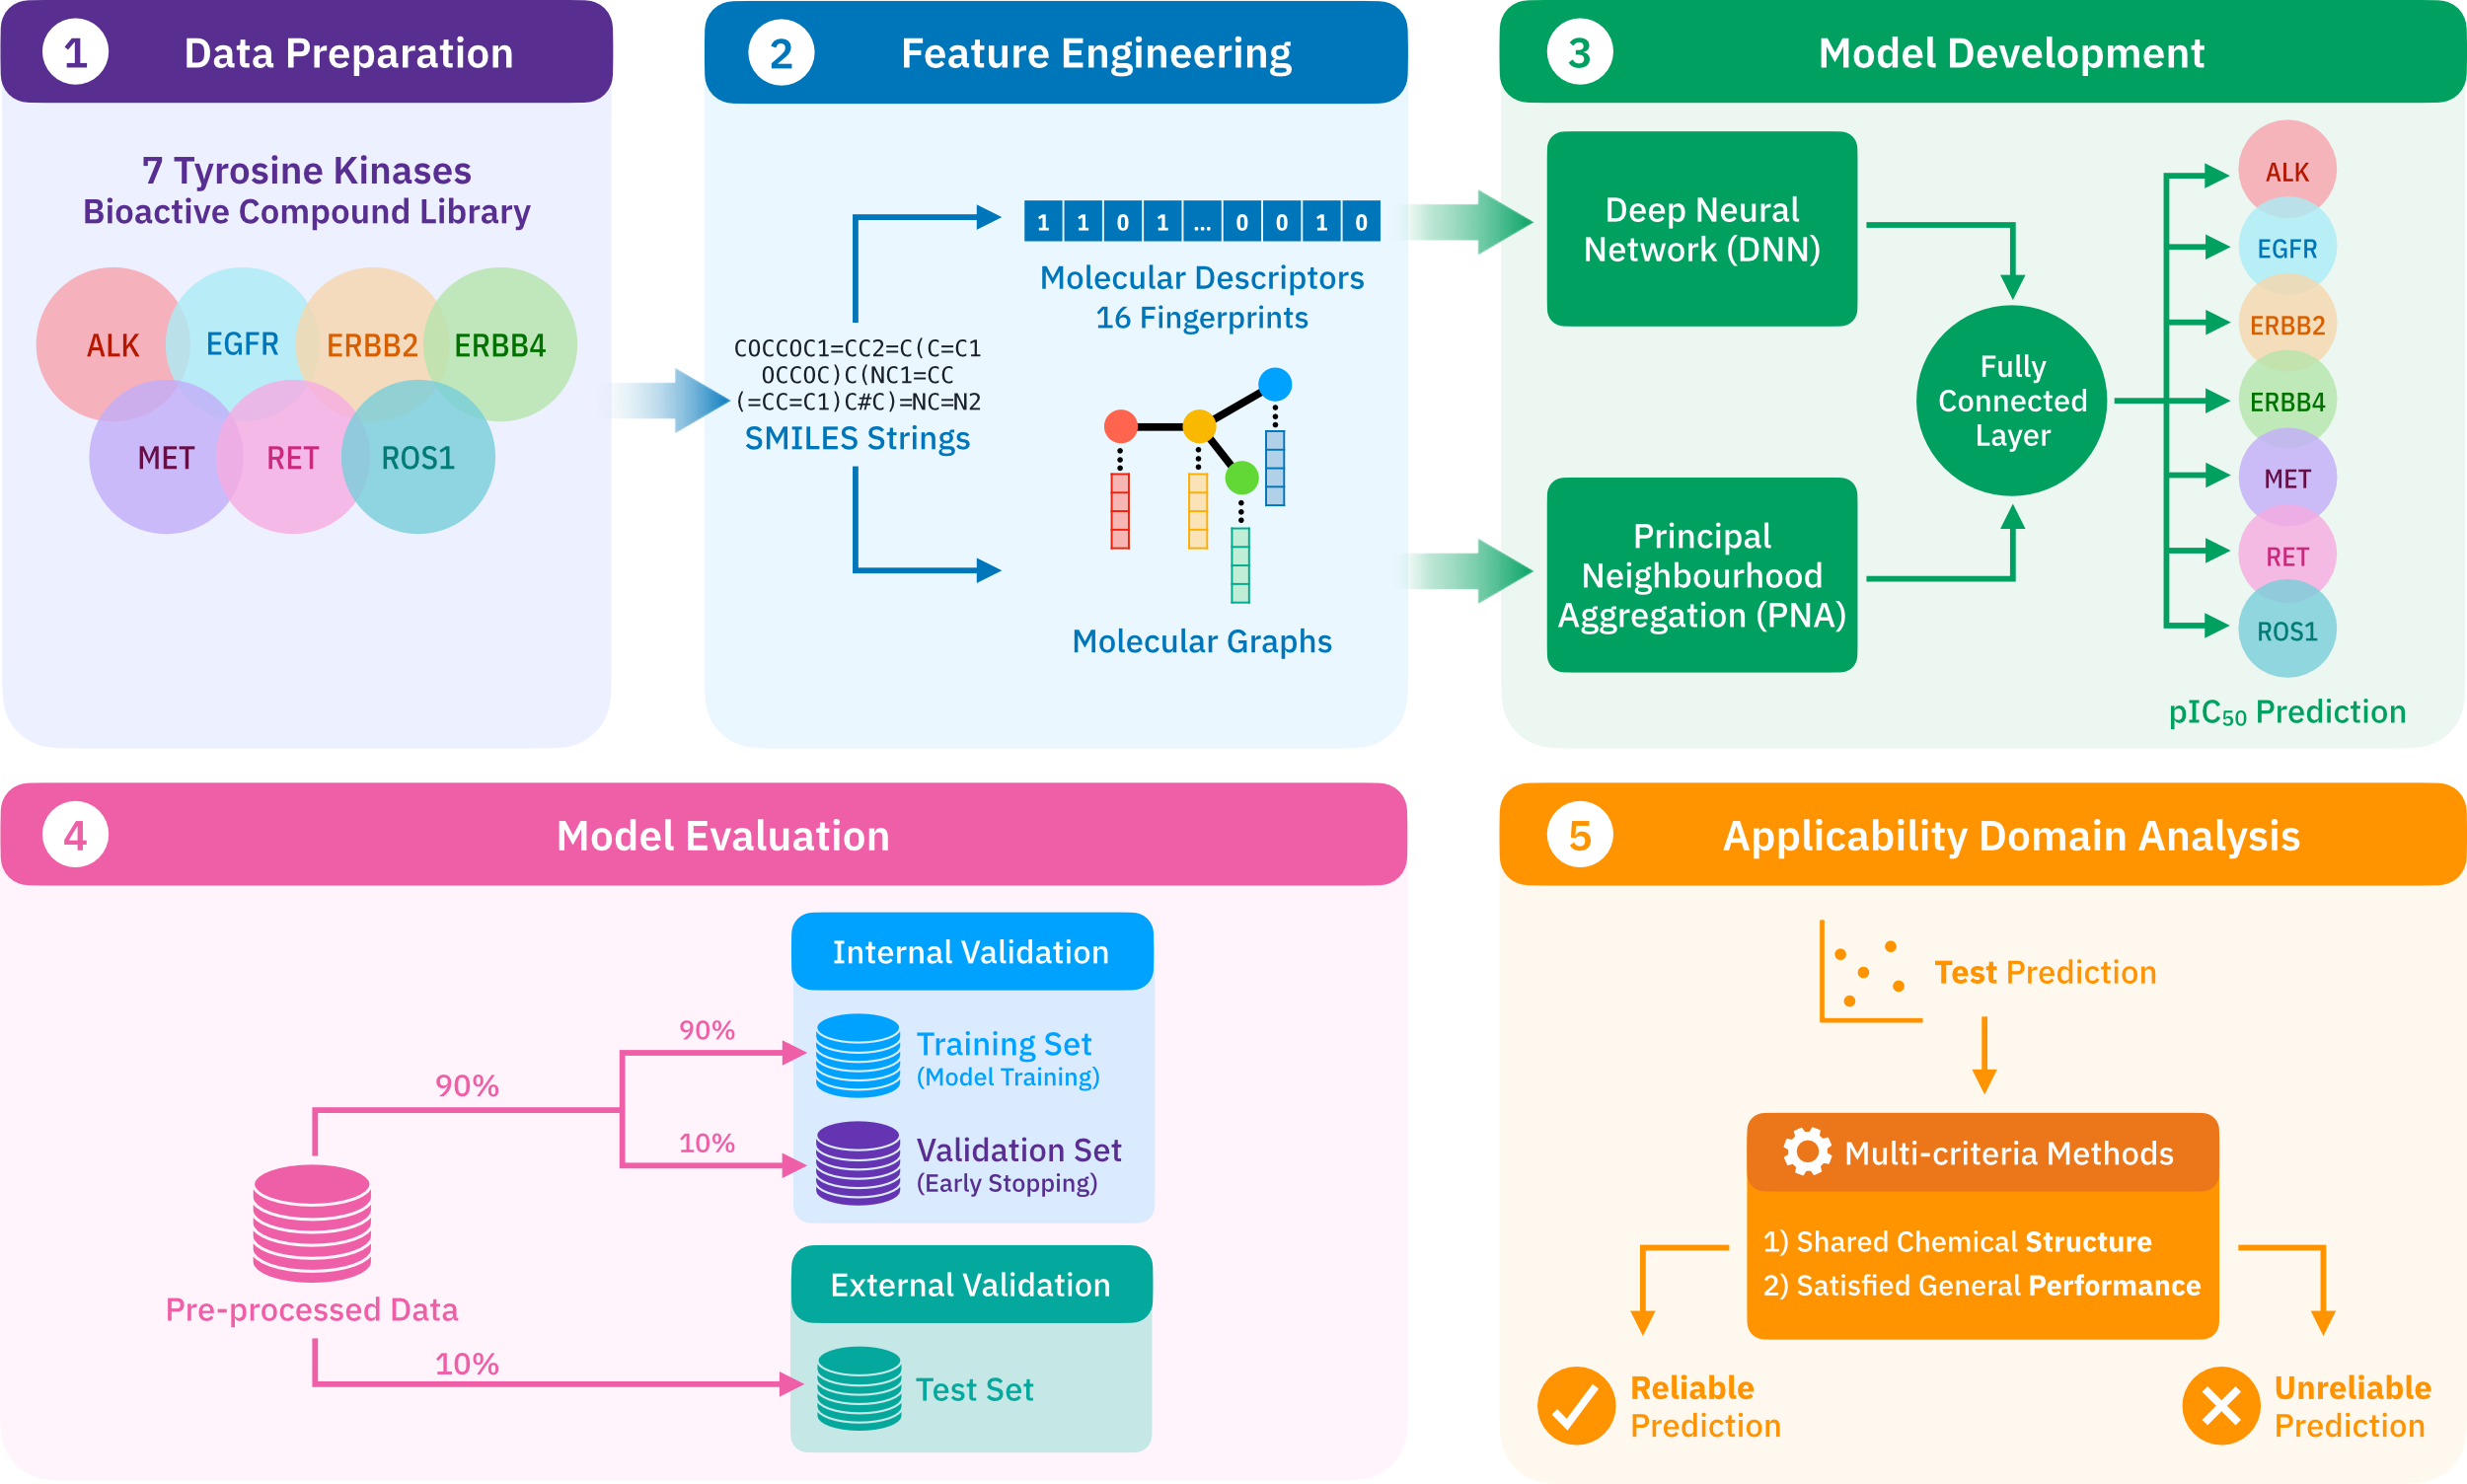 1
Data Preparation
7 Tyrosine Kinases
Bioactive Compound Library
ALK
EGFR
ERBB2
ERBB4
MET
RET
ROS1
2
Feature Engineering
COCCOC1=CC2=C(C=C1
OCCOC)C(NC1=CC
(=CC=C1)C#C)=NC=N2
SMILES Strings
1 1 0 1 ... 0 0 1 0
Molecular Descriptors
16 Fingerprints
Molecular Graphs
3
Model Development
Deep Neural
Network (DNN)
Principal
Neighbourhood
Aggregation (PNA)
Fully
Connected
Layer
ALK
EGFR
ERBB2
ERBB4
MET
RET
ROS1
pIC₅₀ Prediction
4
Model Evaluation
Pre-processed Data
90%
90%
10%
10%
Internal Validation
Training Set
(Model Training)
Validation Set
(Early Stopping)
External Validation
Test Set
5
Applicability Domain Analysis
Test Prediction
Multi-criteria Methods
1) Shared Chemical Structure
2) Satisfied General Performance
Reliable
Prediction
Unreliable
Prediction